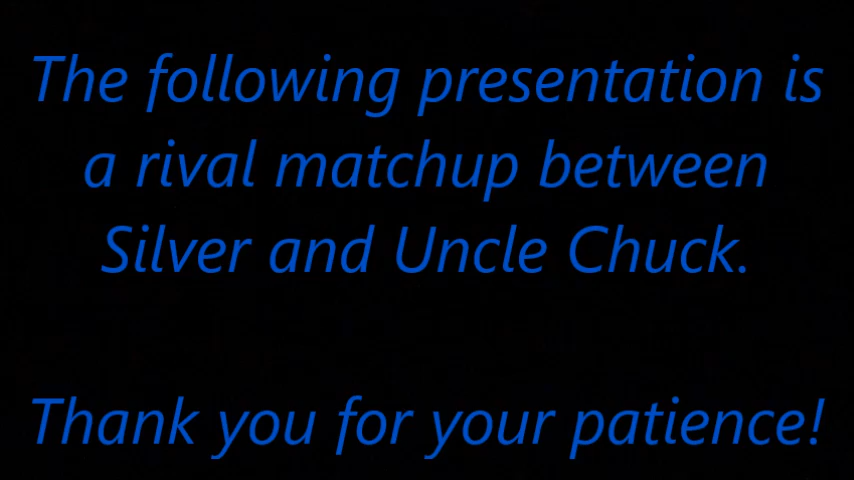 The following presentation is
a rival matchup between
Silver and Uncle Chuck.
Thank you for your patience!